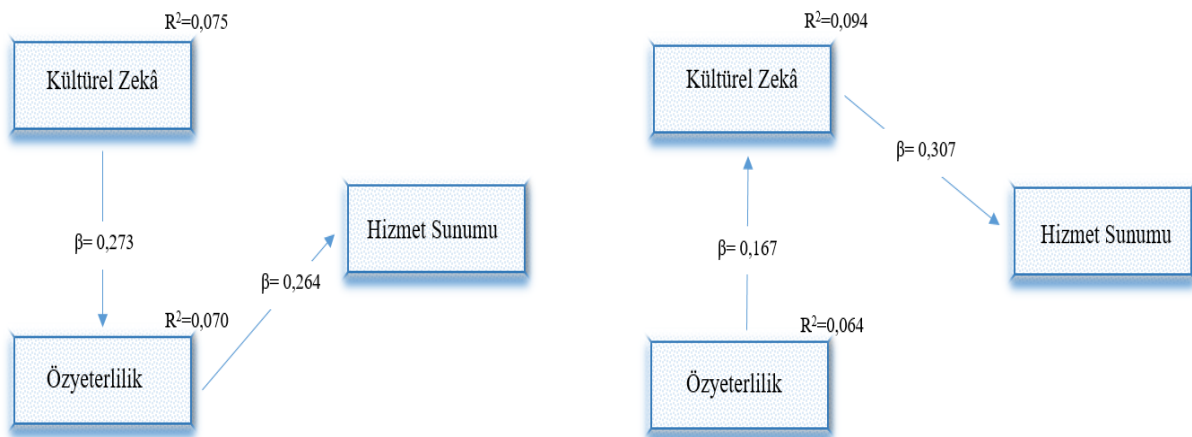 R²=0,075
Kültürel Zekâ
β= 0,273
Hizmet Sunumu
β= 0,264
R²=0,070
Özyeterlilik
R²=0,094
Kültürel Zekâ
β= 0,307
Hizmet Sunumu
β= 0,167
R²=0,064
Özyeterlilik